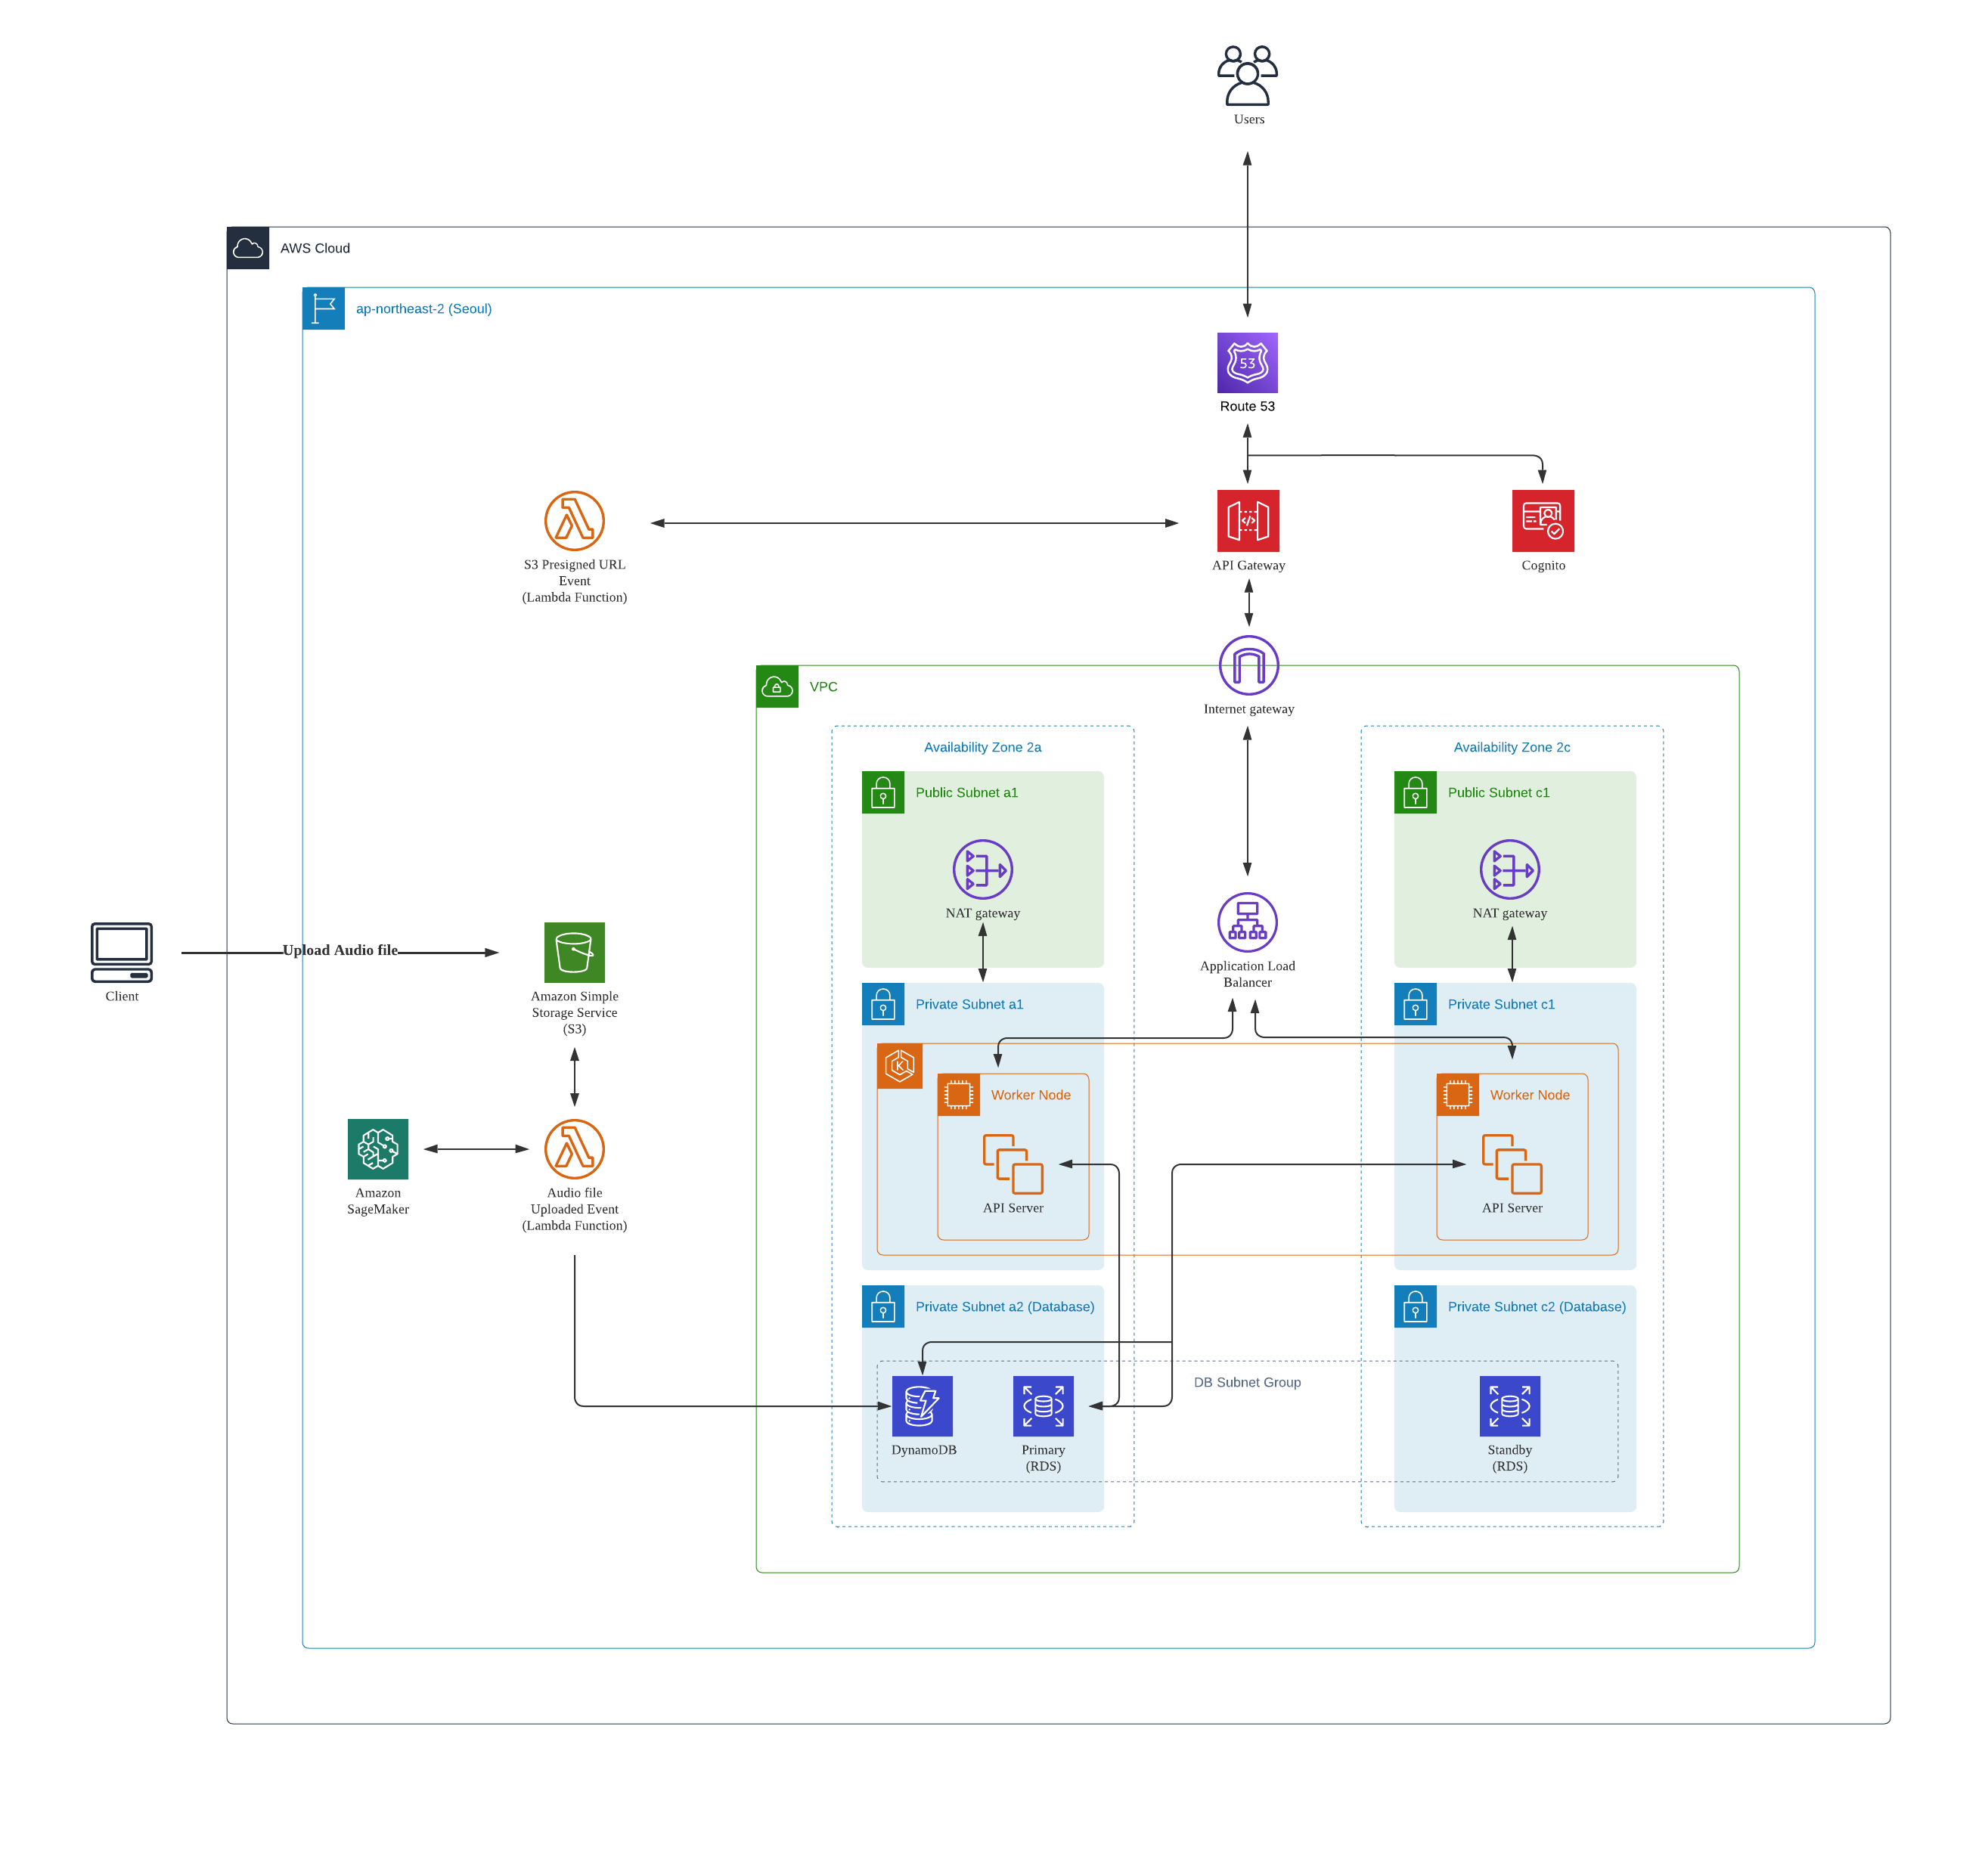 Users
AWS Cloud
ap-northeast-2 (Seoul)
53
Route 53
S3 Presigned URL
Event
(Lambda Function)
API Gateway
Cognito
VPC
Internet gateway
Availability Zone 2a
Availability Zone 2c
Public Subnet a1
Public Subnet c1
NAT gateway
NAT gateway
Upload Audio file
Client
Amazon Simple
Storage Service
(S3)
Application Load
Balancer
Private Subnet a1
Private Subnet c1
K
Worker Node
Worker Node
Amazon
SageMaker
Audio file
Uploaded Event
(Lambda Function)
API Server
API Server
Private Subnet a2 (Database)
Private Subnet c2 (Database)
DB Subnet Group
DynamoDB
Primary
(RDS)
Standby
(RDS)